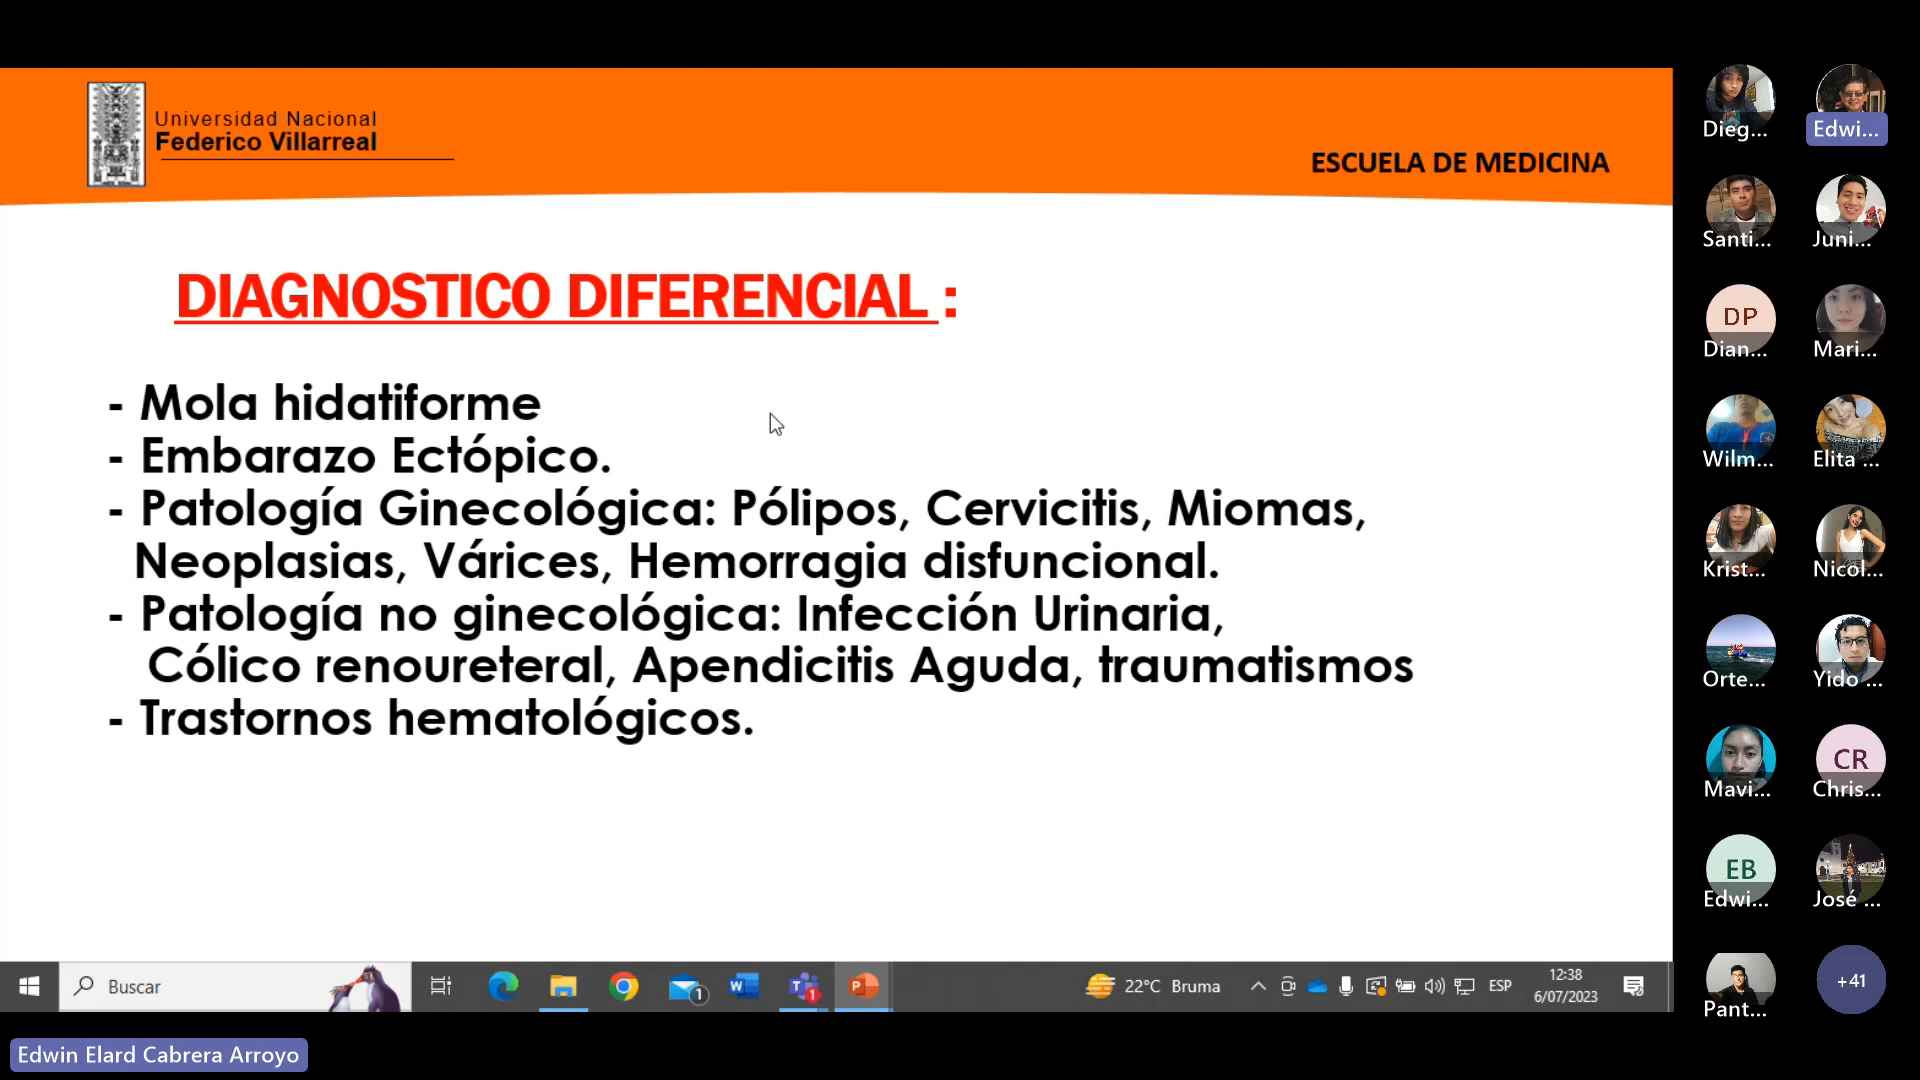 Universidad Nacional
Federico Villarreal
ESCUELA DE MEDICINA
DIAGNOSTICO DIFERENCIAL :
- Mola hidatiforme
- Embarazo Ectópico.
- Patología Ginecológica: Pólipos, Cervicitis, Miomas,
Neoplasias, Várices, Hemorragia disfuncional.
- Patología no ginecológica: Infección Urinaria,
Cólico renoureteral, Apendicitis Aguda, traumatismos
- Trastornos hematológicos.
Dieg...
Edwi...
Santi...
Juni...
DP
Dian...
Mari...
Wilm...
Elita ...
Krist...
Nicol...
Orte...
Yido ...
Mavi...
CR
Chris...
EB
Edwi...
José ...
Pant...
+41
Buscar
1
W
T
1
P
22°C Bruma
ESP
12:38
6/07/2023
Edwin Elard Cabrera Arroyo